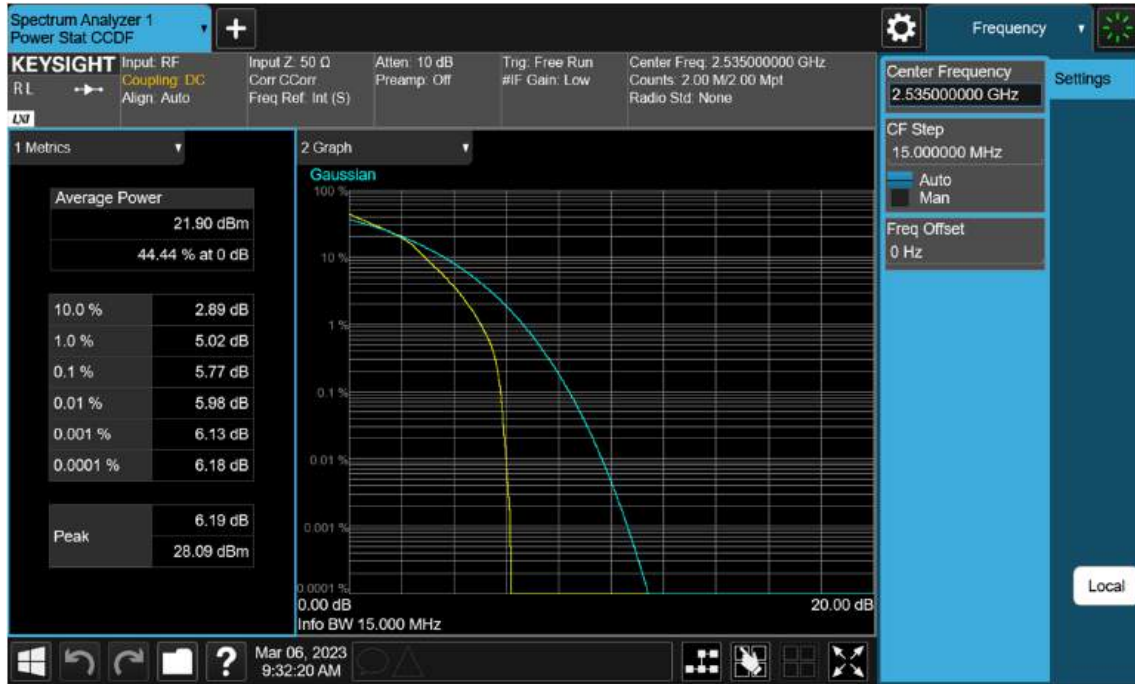 Spectrum Analyzer 1
Power Stat CCDF
+
Frequency
KEYSIGHT
RL
LXI
Input: RF
Coupling: DC
Align: Auto
Input Z: 50 Ω
Corr CCorr
Freq Ref: Int (S)
Atten: 10 dB
Preamp: Off
Trig: Free Run
#IF Gain: Low
Center Freq: 2.535000000 GHz
Counts: 2.00 M/2.00 Mpt
Radio Std: None
Center Frequency
2.535000000 GHz
Settings
CF Step
15.000000 MHz
Auto
Man
Freq Offset
0 Hz
Local
1 Metrics
Average Power
21.90 dBm
44.44 % at 0 dB
10.0 % 2.89 dB
1.0 % 5.02 dB
0.1 % 5.77 dB
0.01 % 5.98 dB
0.001 % 6.13 dB
0.0001 % 6.18 dB
Peak
6.19 dB
28.09 dBm
2 Graph
Gaussian
100 %
10 %
1 %
0.1 %
0.01 %
0.001 %
0.0001 %
0.00 dB 20.00 dB
Info BW 15.000 MHz
?
Mar 06, 2023
9:32:20 AM